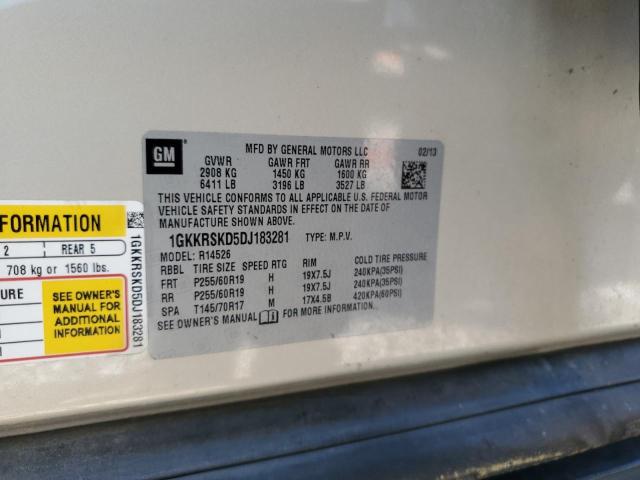 GM
MFD BY GENERAL MOTORS LLC 02/13
GVWR GAWR FRT GAWR RR
2908 KG 1450 KG 1600 KG
6411 LB 3196 LB 3527 LB
THIS VEHICLE CONFORMS TO ALL APPLICABLE U.S. FEDERAL MOTOR
VEHICLE SAFETY STANDARDS IN EFFECT ON THE DATE OF
MANUFACTURE SHOWN ABOVE.
1GKKRSKD5DJ183281 TYPE: M.P.V.
MODEL: R14526
RBBL TIRE SIZE SPEED RTG RIM COLD TIRE PRESSURE
FRT P255/60R19 H 19X7.5J 240KPA(35PSI)
RR P255/60R19 H 19X7.5J 240KPA(35PSI)
SPA T145/70R17 M 17X4.5B 420KPA(60PSI)
SEE OWNER'S MANUAL FOR MORE INFORMATION.
FORMATION
2 REAR 5
708 kg or 1560 lbs.
SEE OWNER'S
MANUAL FOR
ADDITIONAL
INFORMATION
1GKKRSKD5DJ183281